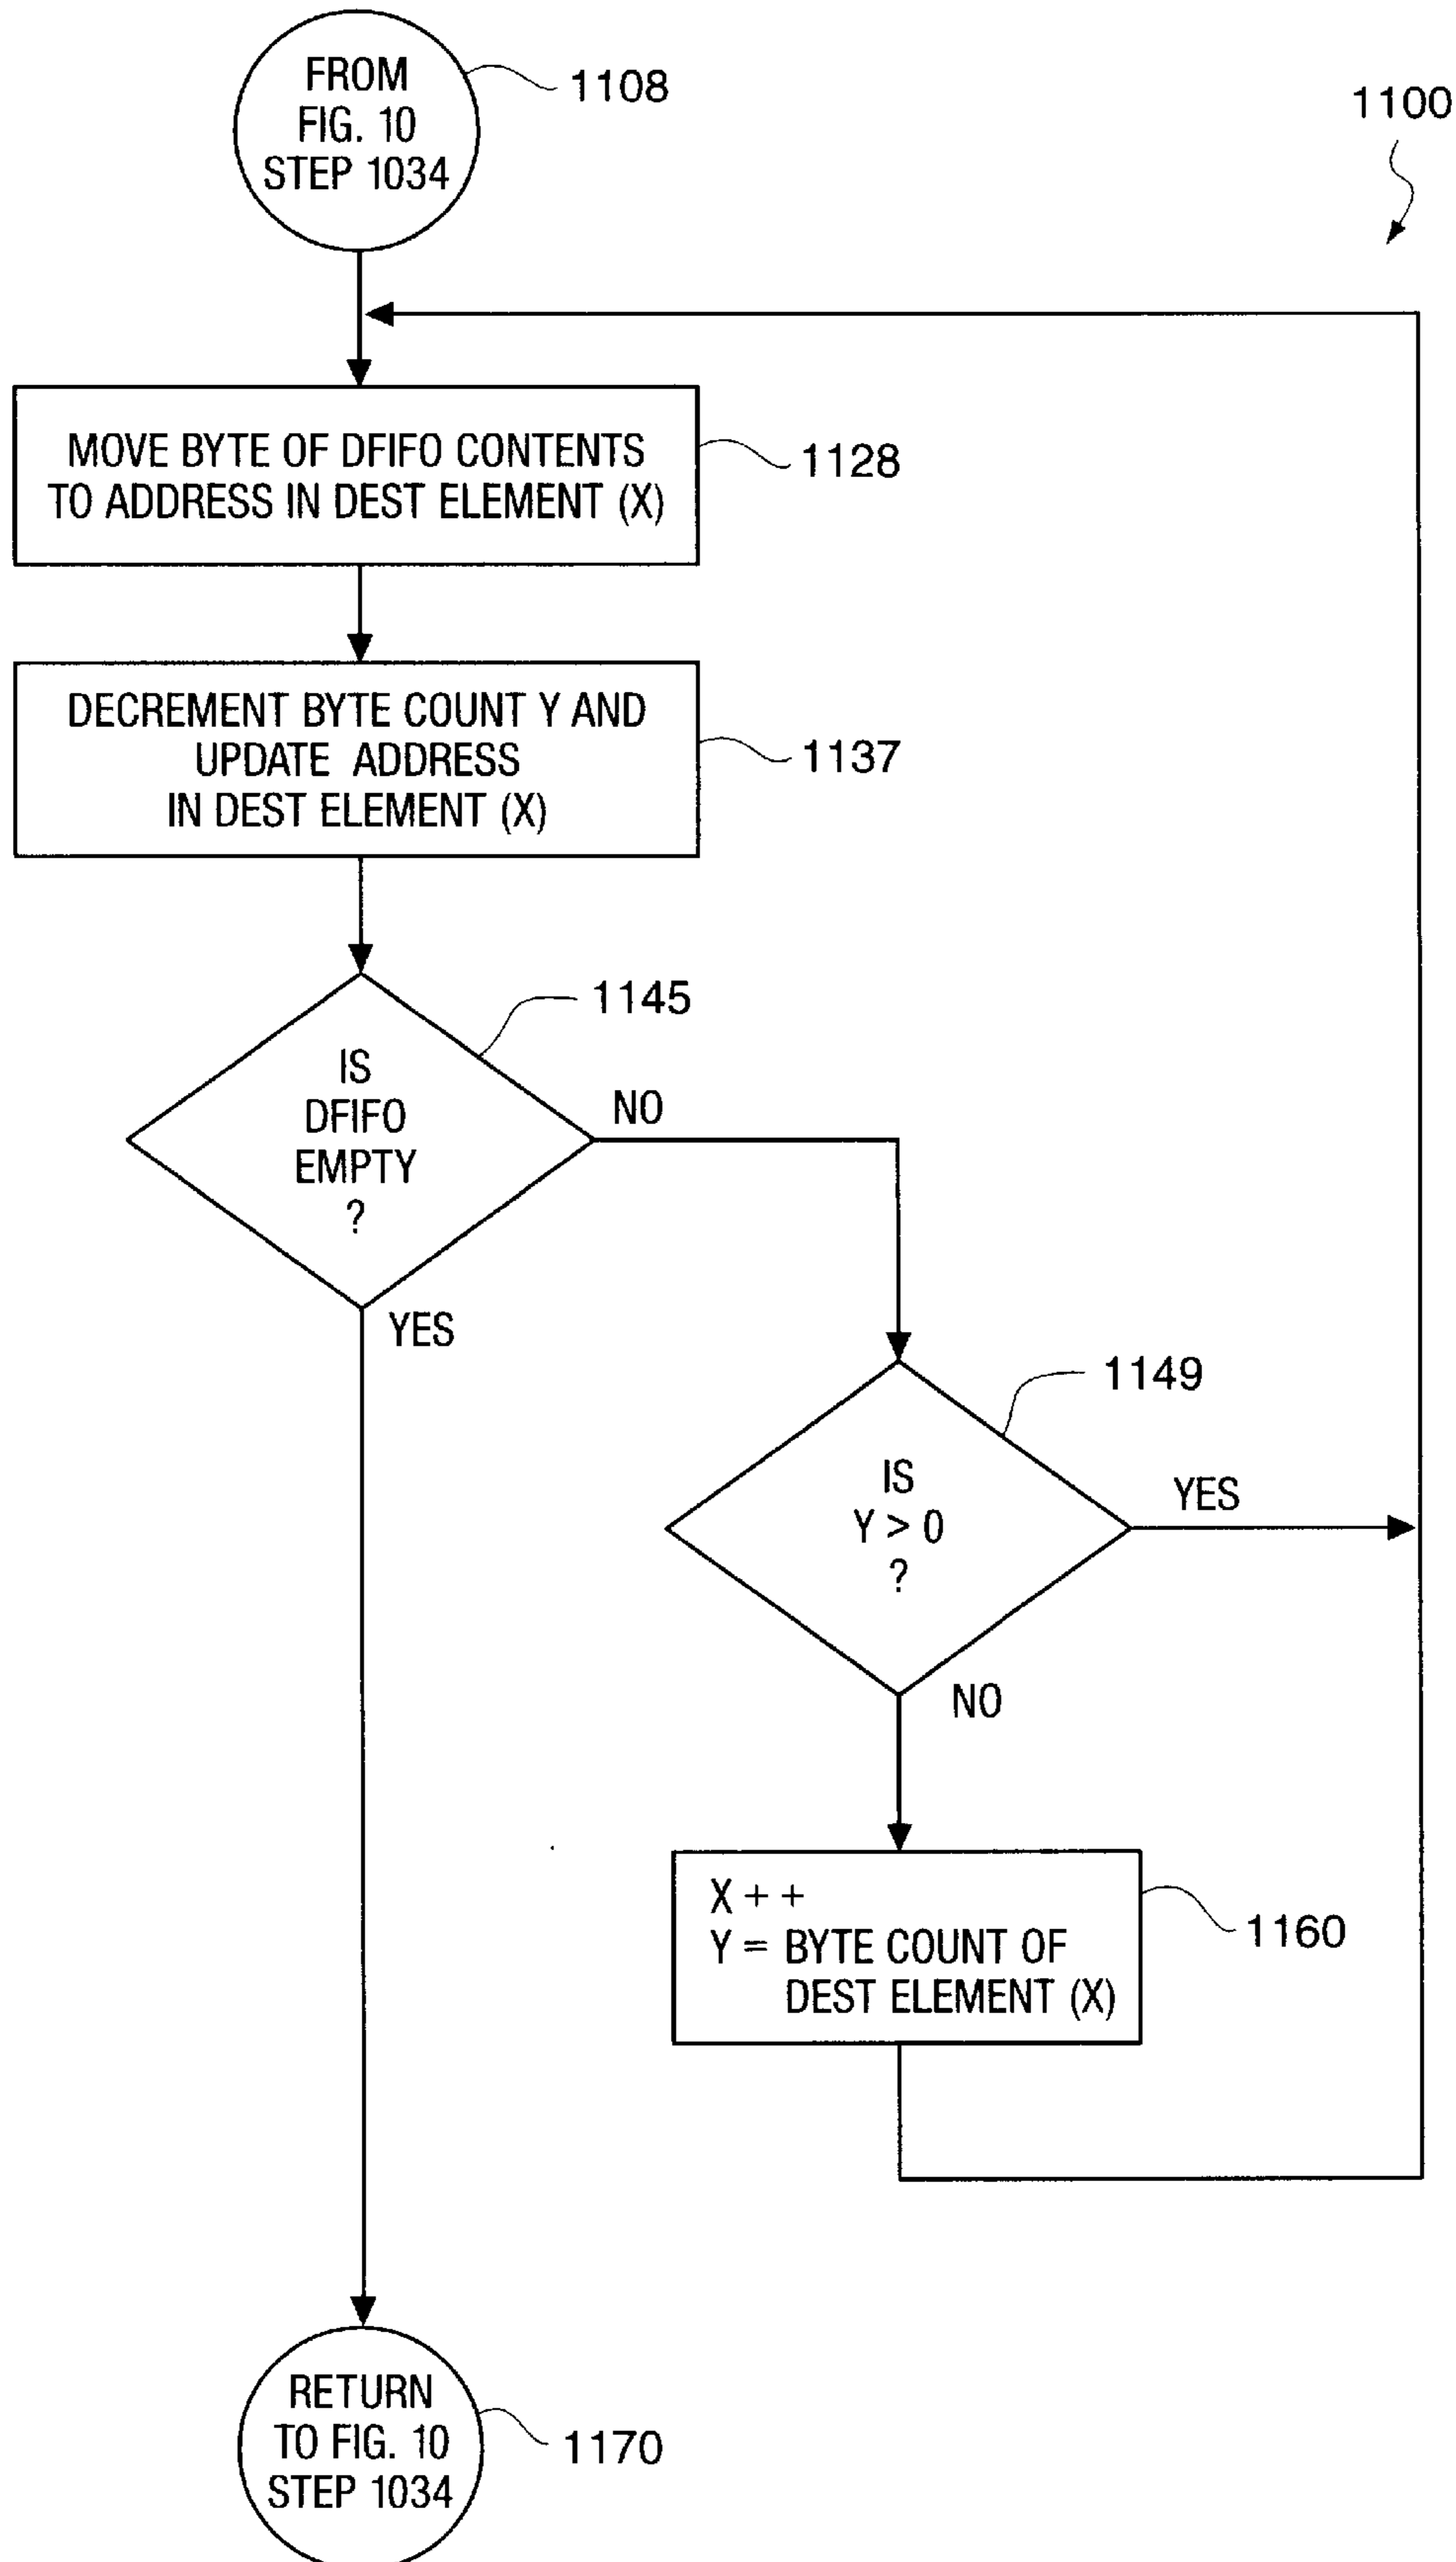 FROM
FIG. 10
STEP 1034
1108
1100
MOVE BYTE OF DFIFO CONTENTS
TO ADDRESS IN DEST ELEMENT (X)
1128
DECREMENT BYTE COUNT Y AND
UPDATE ADDRESS
IN DEST ELEMENT (X)
1137
1145
IS
DFIFO
EMPTY
?
NO
YES
1149
IS
Y > 0
?
YES
NO
X + +
Y = BYTE COUNT OF
DEST ELEMENT (X)
1160
RETURN
TO FIG. 10
STEP 1034
1170